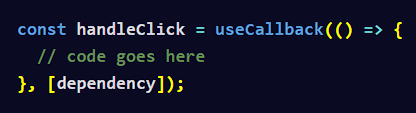 const handleClick = useCallback(() => {
  // code goes here
}, [dependency]);